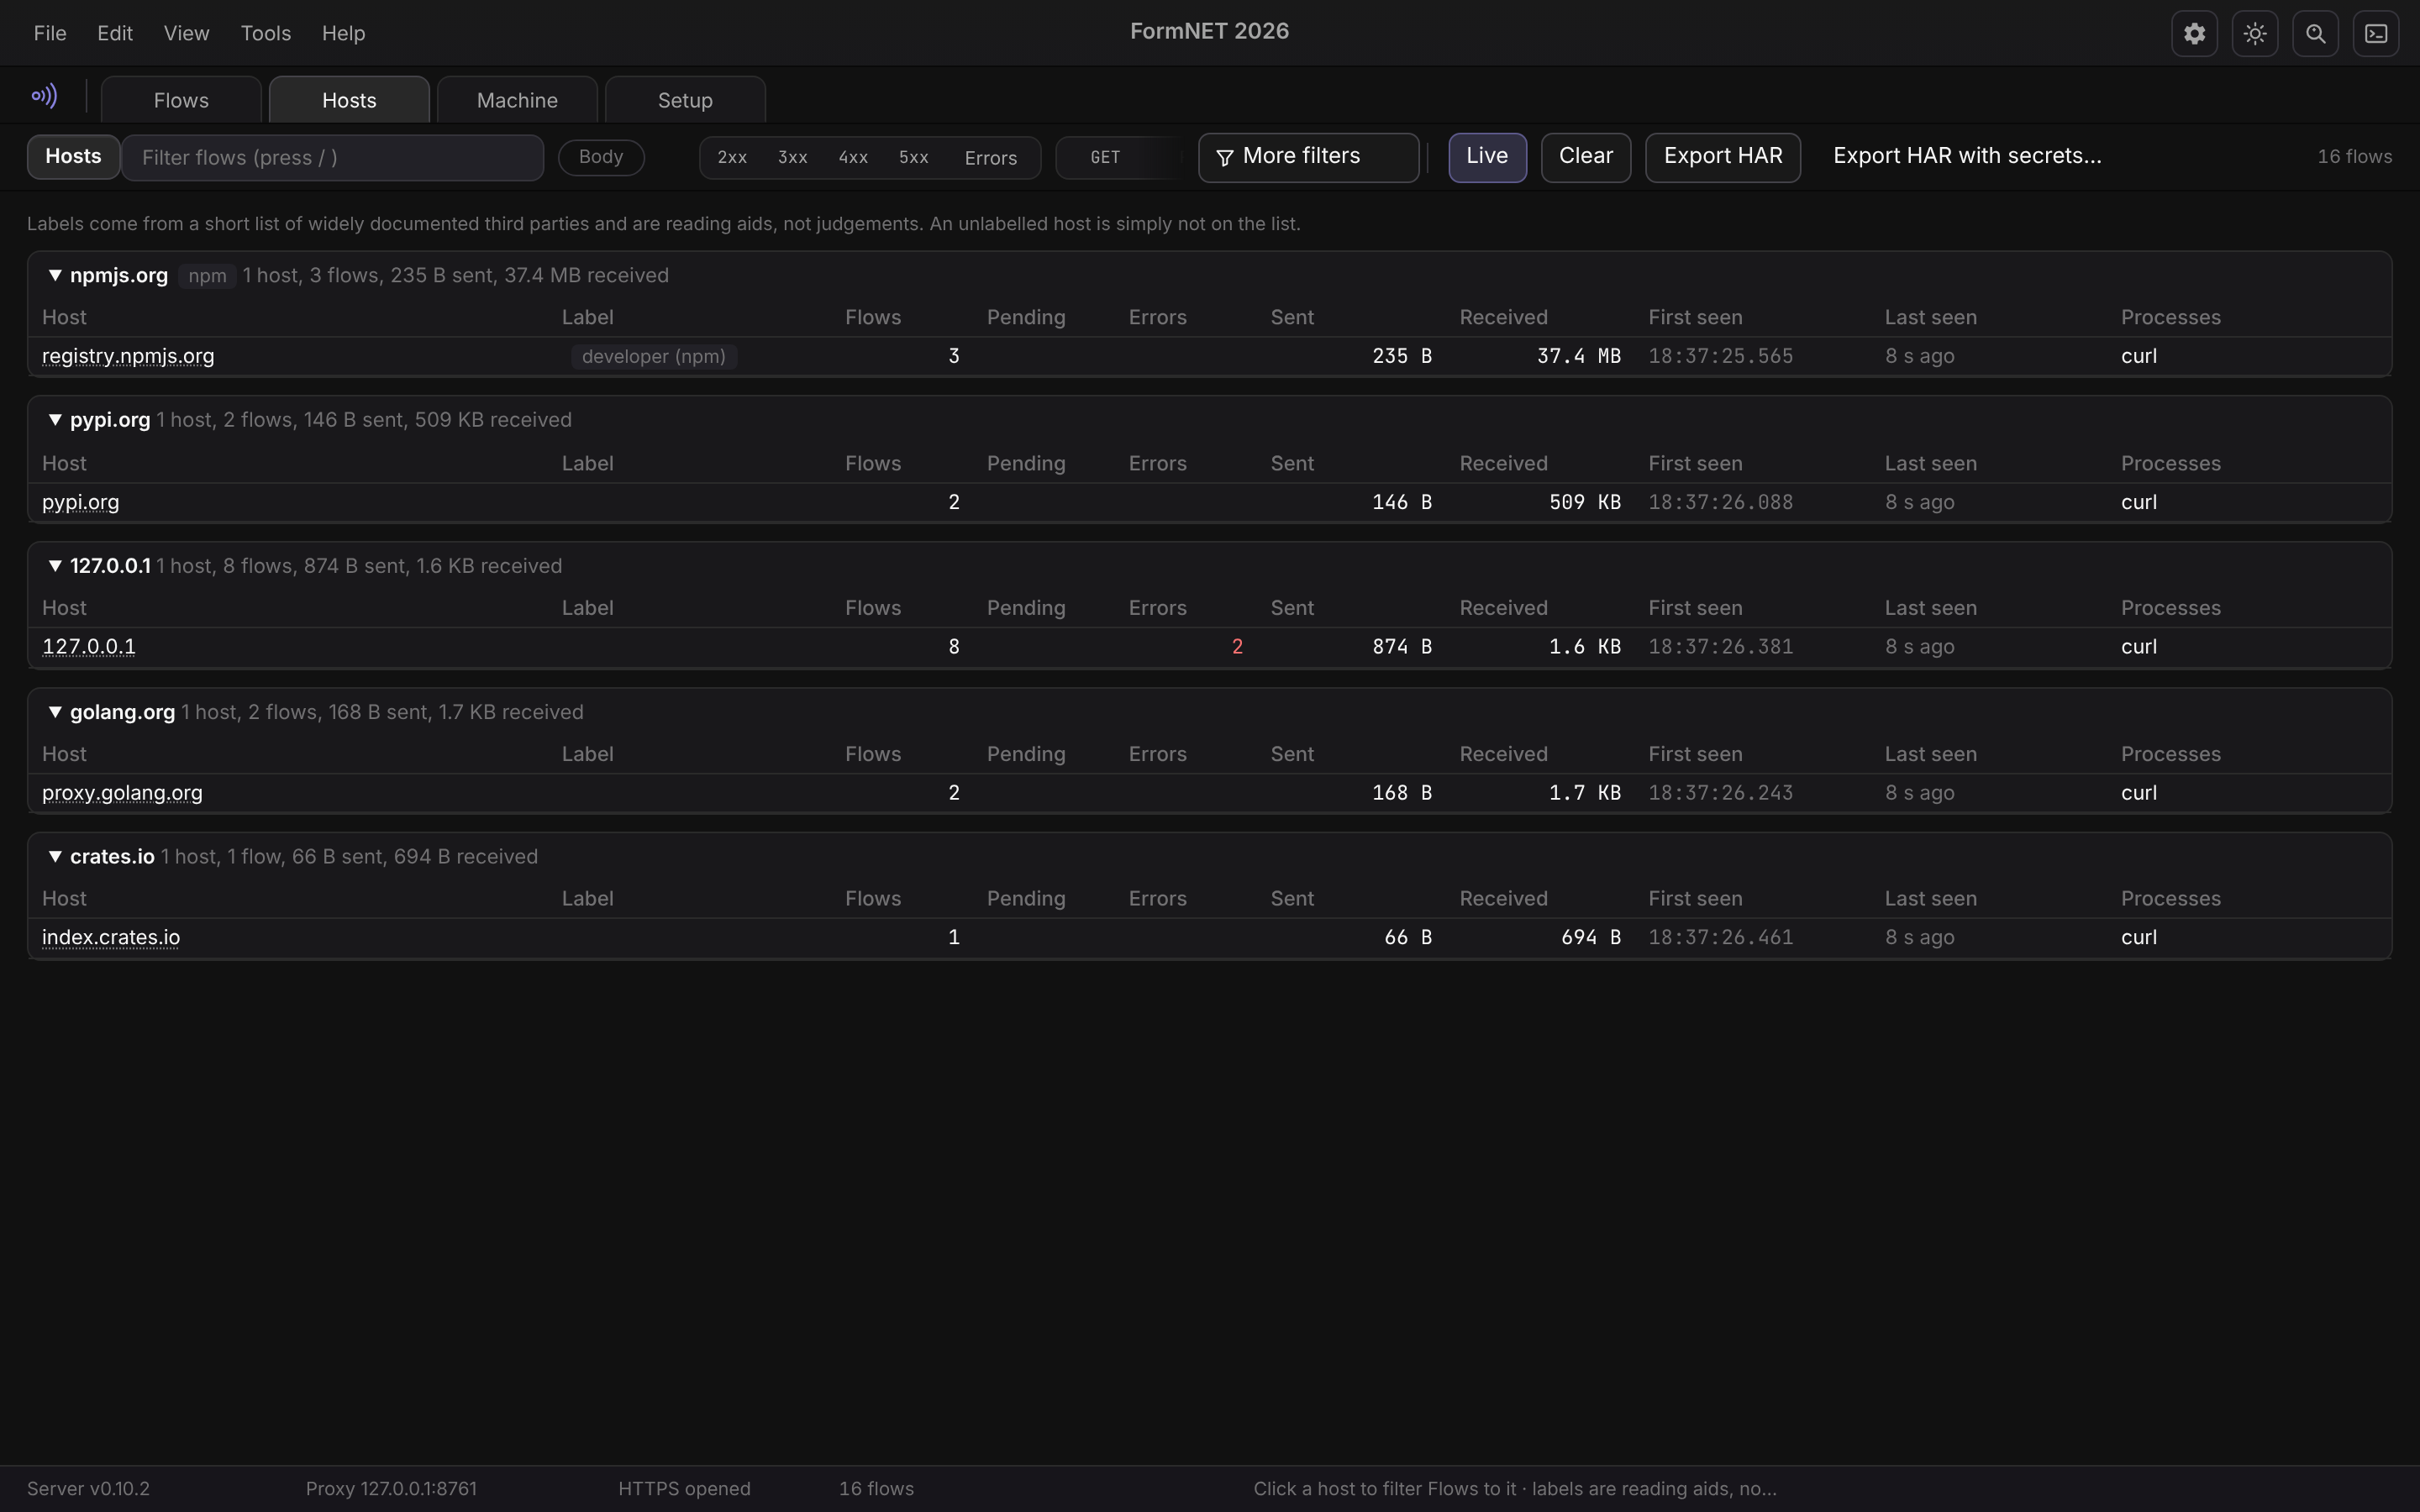 File Edit View Tools Help FormNET 2026
Flows Hosts Machine Setup
Hosts Filter flows (press / ) Body 2xx 3xx 4xx 5xx Errors GET More filters Live Clear Export HAR Export HAR with secrets... 16 flows
Labels come from a short list of widely documented third parties and are reading aids, not judgements. An unlabelled host is simply not on the list.
▼ npmjs.org npm 1 host, 3 flows, 235 B sent, 37.4 MB received
Host Label Flows Pending Errors Sent Received First seen Last seen Processes
registry.npmjs.org developer (npm) 3 235 B 37.4 MB 18:37:25.565 8 s ago curl
▼ pypi.org 1 host, 2 flows, 146 B sent, 509 KB received
Host Label Flows Pending Errors Sent Received First seen Last seen Processes
pypi.org 2 146 B 509 KB 18:37:26.088 8 s ago curl
▼ 127.0.0.1 1 host, 8 flows, 874 B sent, 1.6 KB received
Host Label Flows Pending Errors Sent Received First seen Last seen Processes
127.0.0.1 8 2 874 B 1.6 KB 18:37:26.381 8 s ago curl
▼ golang.org 1 host, 2 flows, 168 B sent, 1.7 KB received
Host Label Flows Pending Errors Sent Received First seen Last seen Processes
proxy.golang.org 2 168 B 1.7 KB 18:37:26.243 8 s ago curl
▼ crates.io 1 host, 1 flow, 66 B sent, 694 B received
Host Label Flows Pending Errors Sent Received First seen Last seen Processes
index.crates.io 1 66 B 694 B 18:37:26.461 8 s ago curl
Server v0.10.2 Proxy 127.0.0.1:8761 HTTPS opened 16 flows Click a host to filter Flows to it · labels are reading aids, no...